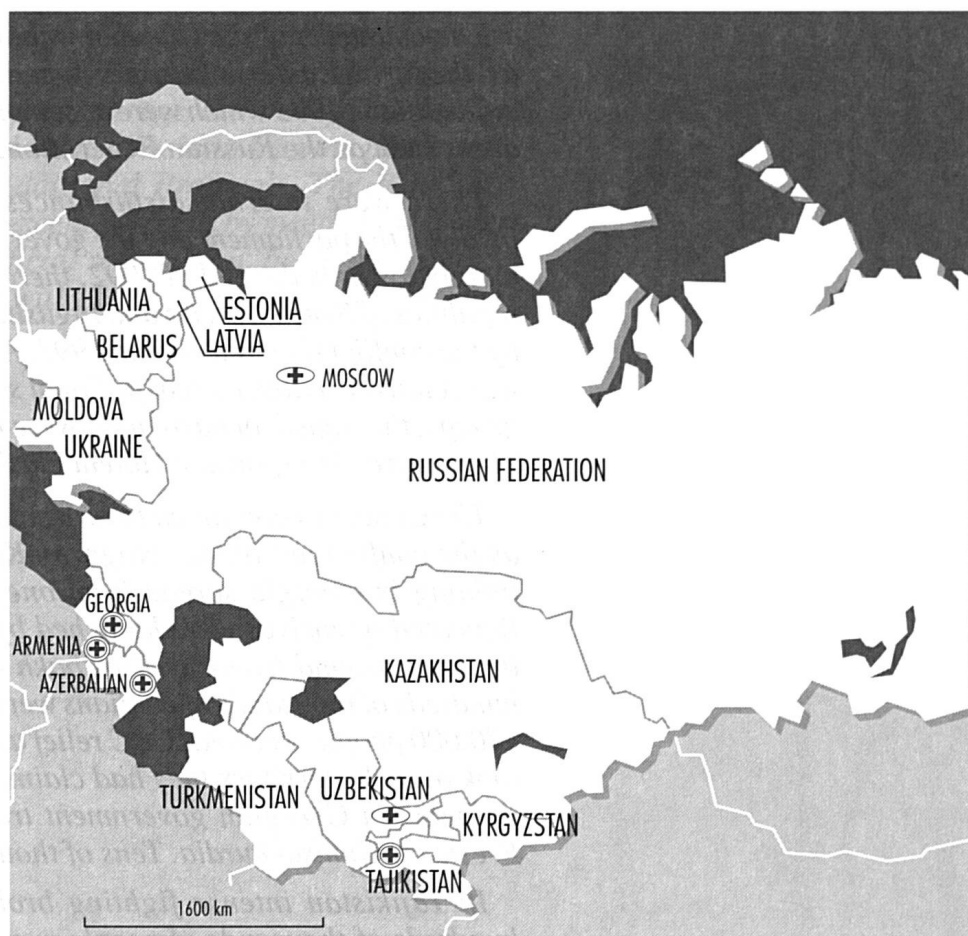 LITHUANIA
ESTONIA
LATVIA
BELARUS
MOSCOW
MOLDOVA
UKRAINE
RUSSIAN FEDERATION
GEORGIA
ARMENIA
AZERBAIJAN
KAZAKHSTAN
TURKMENISTAN
UZBEKISTAN
KYRGYZSTAN
TAJIKISTAN
1600 km